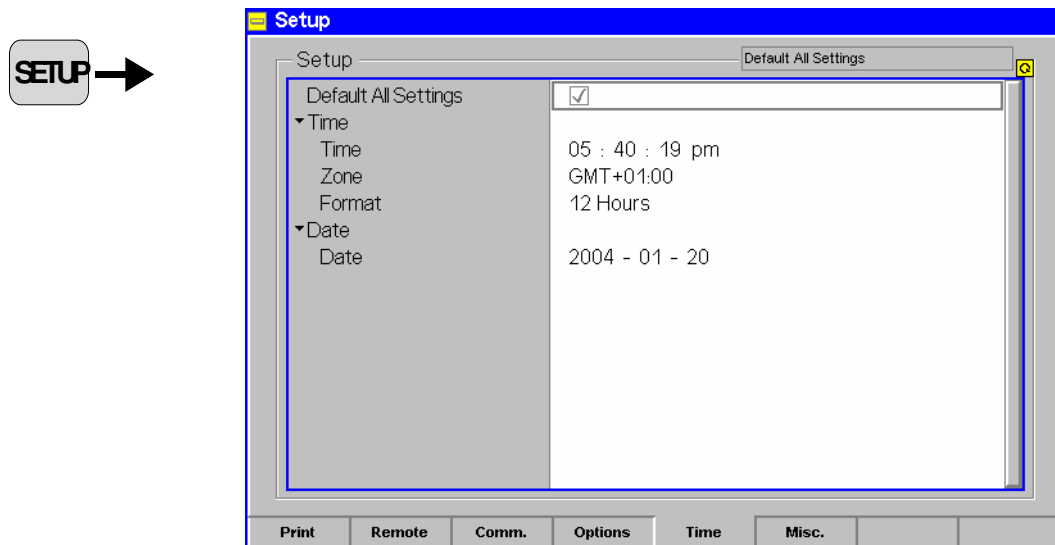 Setup
SETUP
Setup
Default All Settings
Default All Settings
Time
Time 05 : 40 : 19 pm
Zone GMT+01:00
Format 12 Hours
Date
Date 2004 - 01 - 20
Print Remote Comm. Options Time Misc.